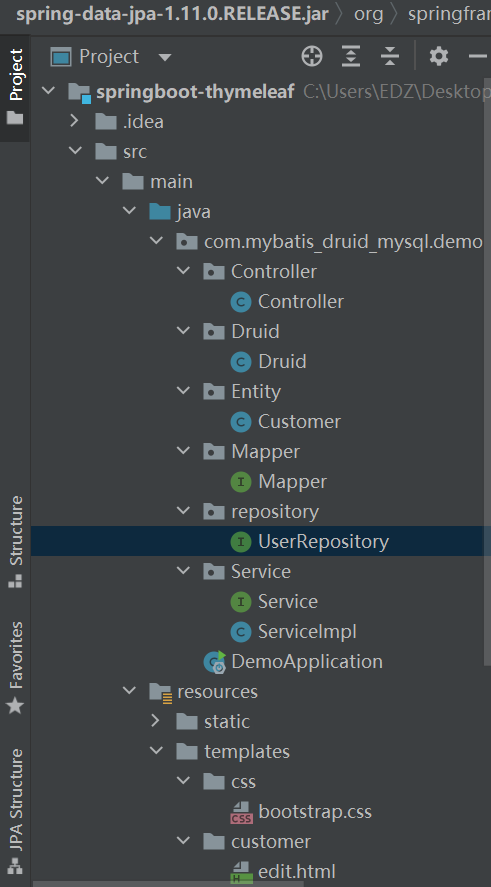 spring-data-jpa-1.11.0.RELEASE.jar org springfran
Project
Project
springboot-thymeleaf C:\Users\EDZ\Desktop
.idea
src
main
java
com.mybatis_druid_mysql.demo
Controller
Controller
Druid
Druid
Entity
Customer
Mapper
Mapper
repository
UserRepository
Service
Service
ServiceImpl
DemoApplication
resources
static
templates
css
bootstrap.css
customer
edit.html
Structure
Favorites
JPA Structure